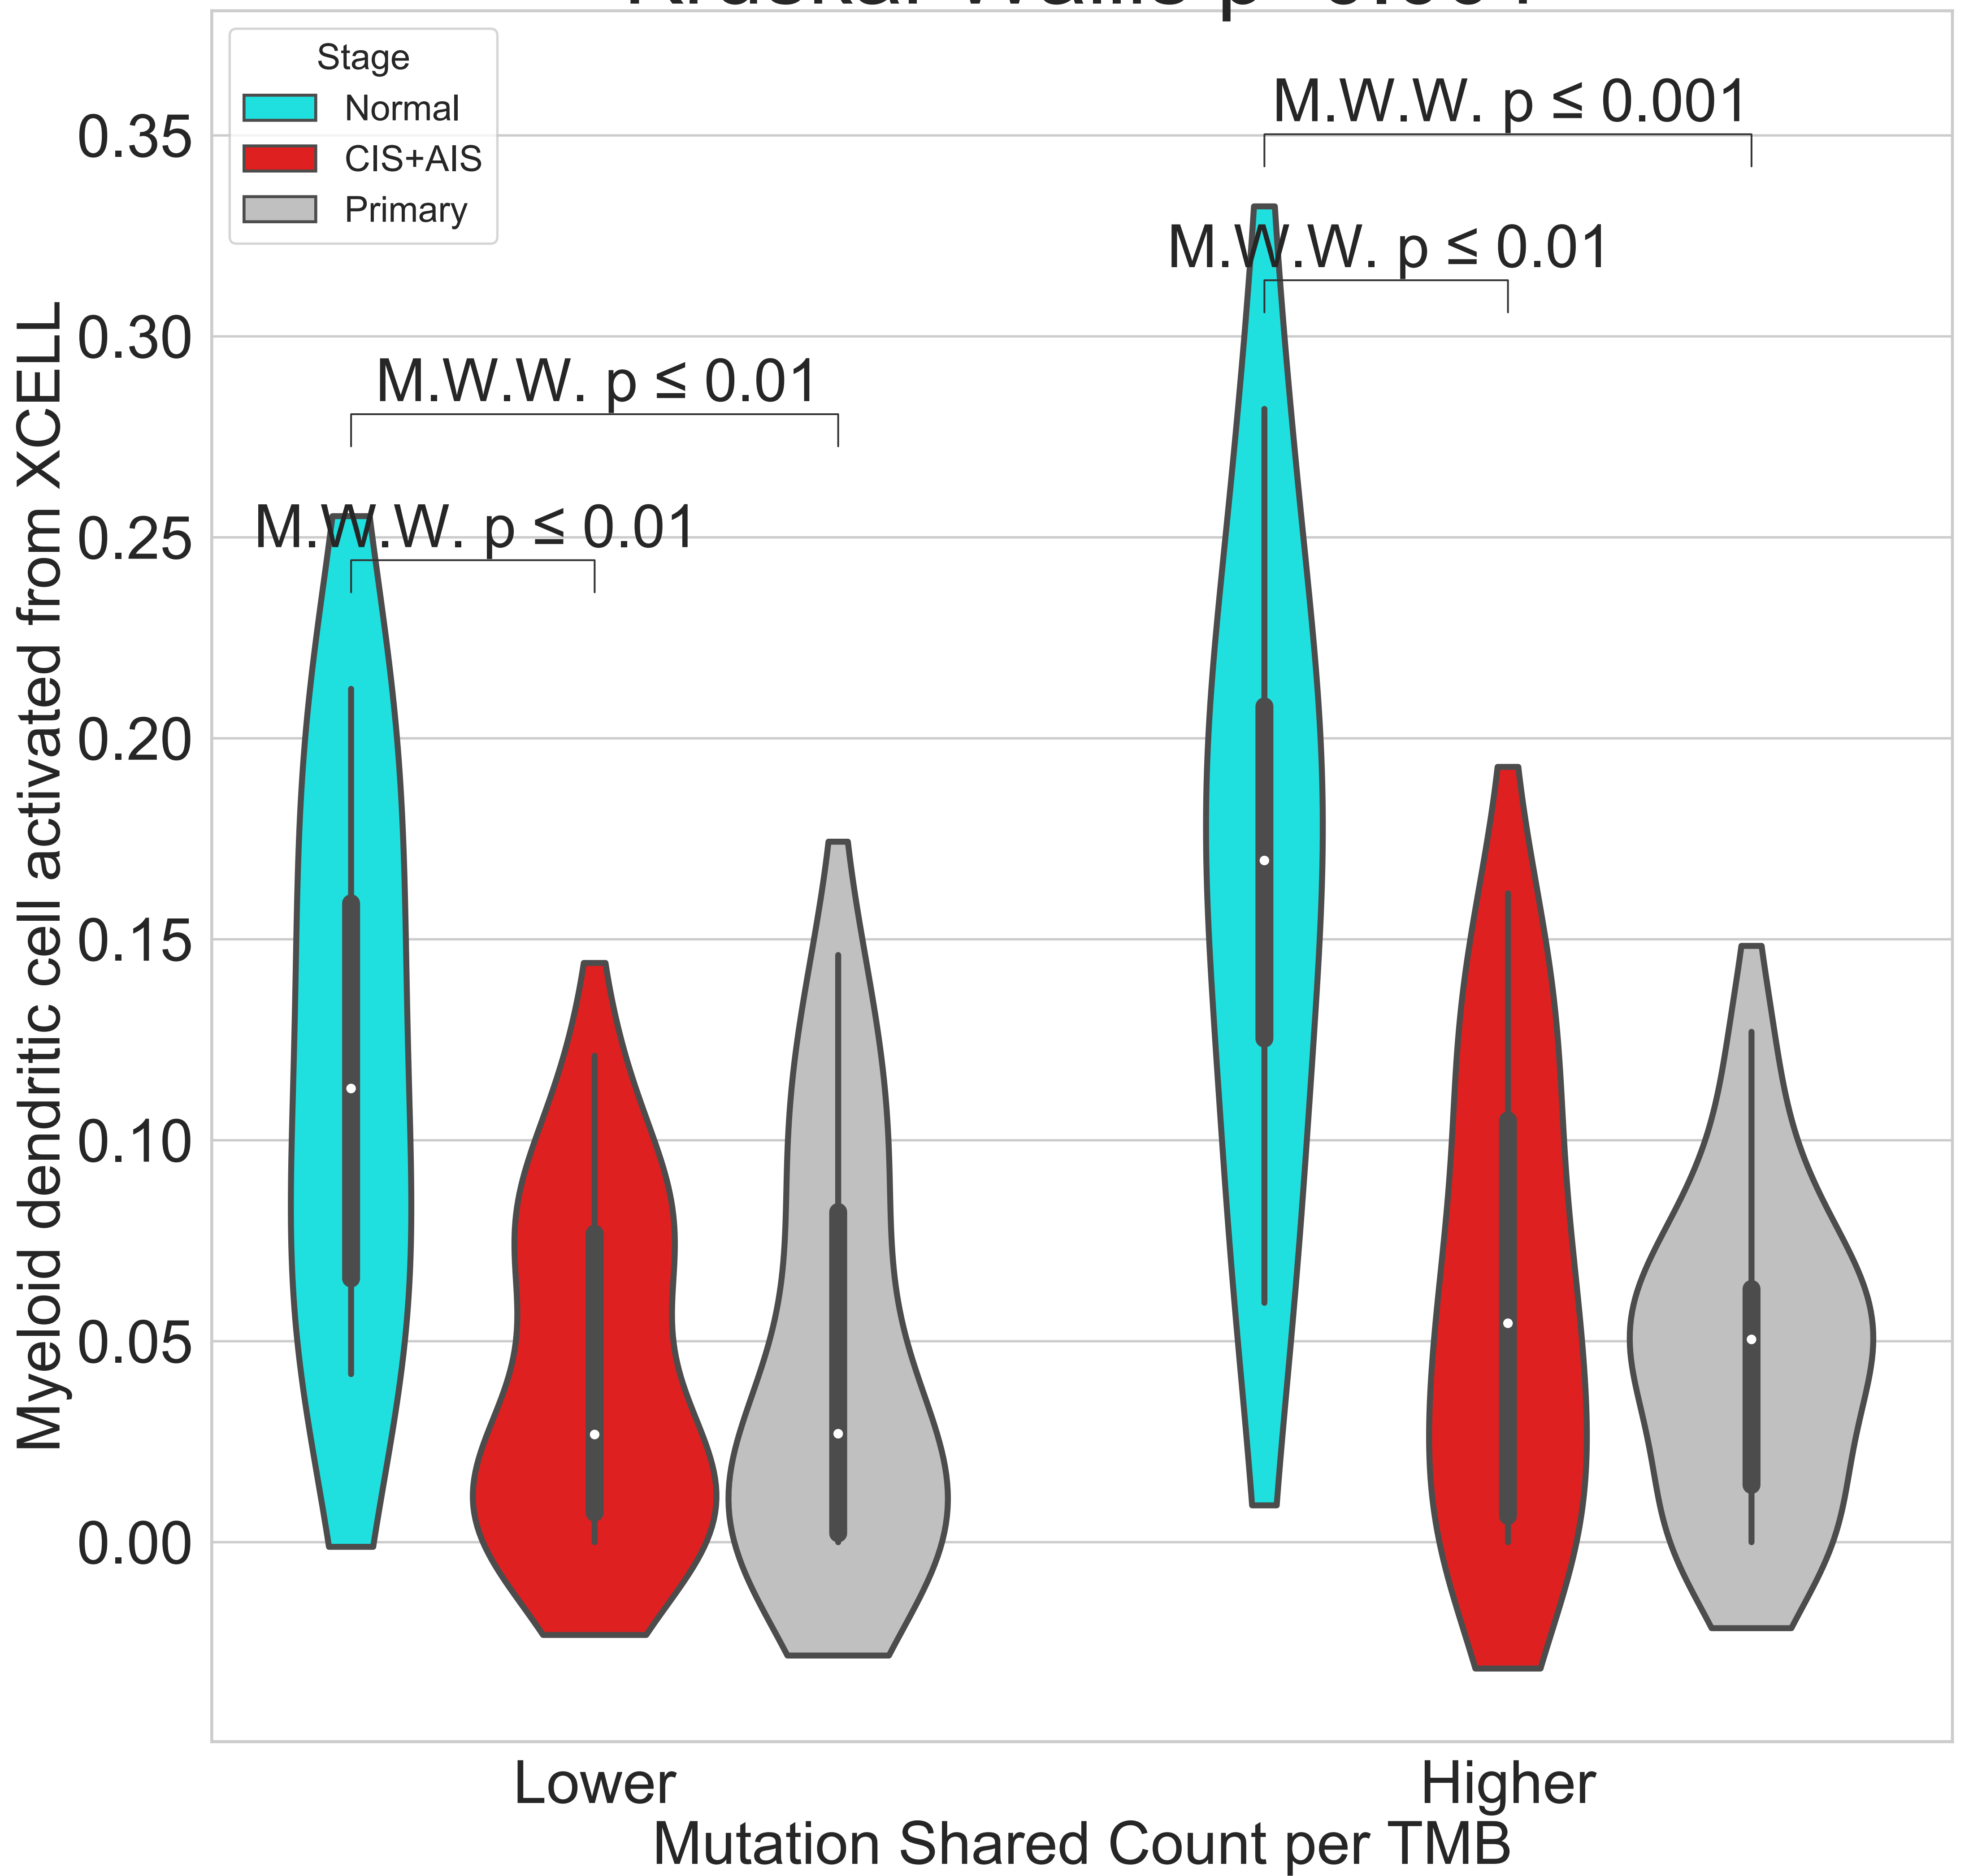 Stage
Normal
CIS+AIS
Primary
M.W.W. p ≤ 0.001
M.W.W. p ≤ 0.01
M.W.W. p ≤ 0.01
M.W.W. p ≤ 0.01
0.35
0.30
0.25
0.20
0.15
0.10
0.05
0.00
Myeloid dendritic cell activated from XCELL
Lower
Higher
Mutation Shared Count per TMB